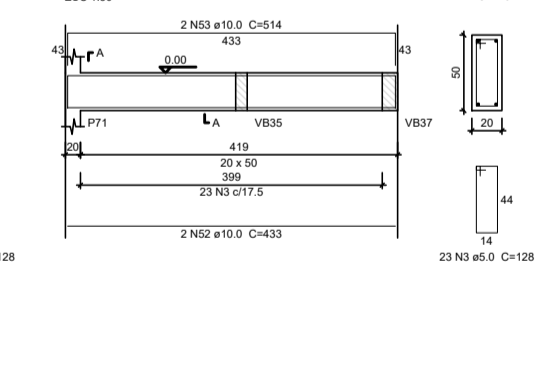 2 N53 ø10.0 C=514
433
43
43
A
0.00
50
P71
A
VB35
VB37
20
20
419
20 x 50
399
23 N3 c/17.5
44
14
2 N52 ø10.0 C=433
128
23 N3 ø5.0 C=128